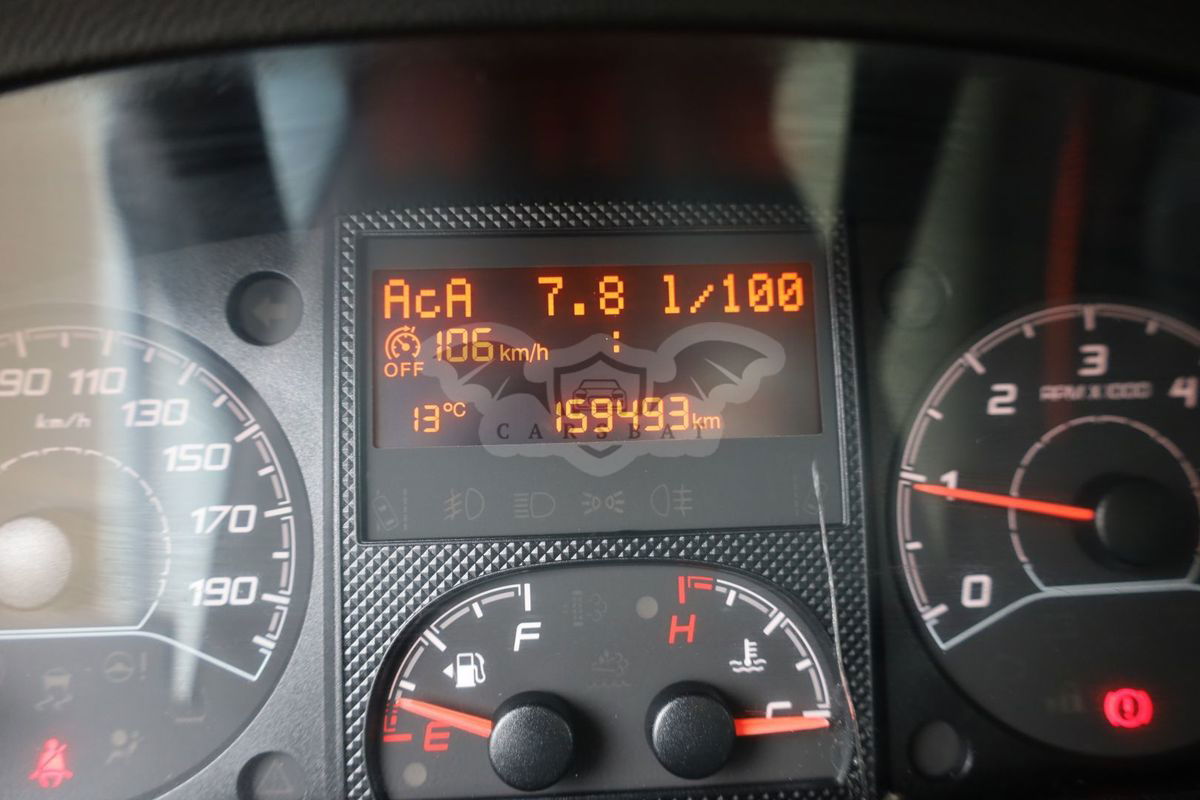 AcA 7.8 l/100
OFF 106 km/h :
13°C 159493 km
CARSBAT
90 110 130 150 170 190
km/h
0 1 2 3 4
RPM X 1000
F
E
H
C